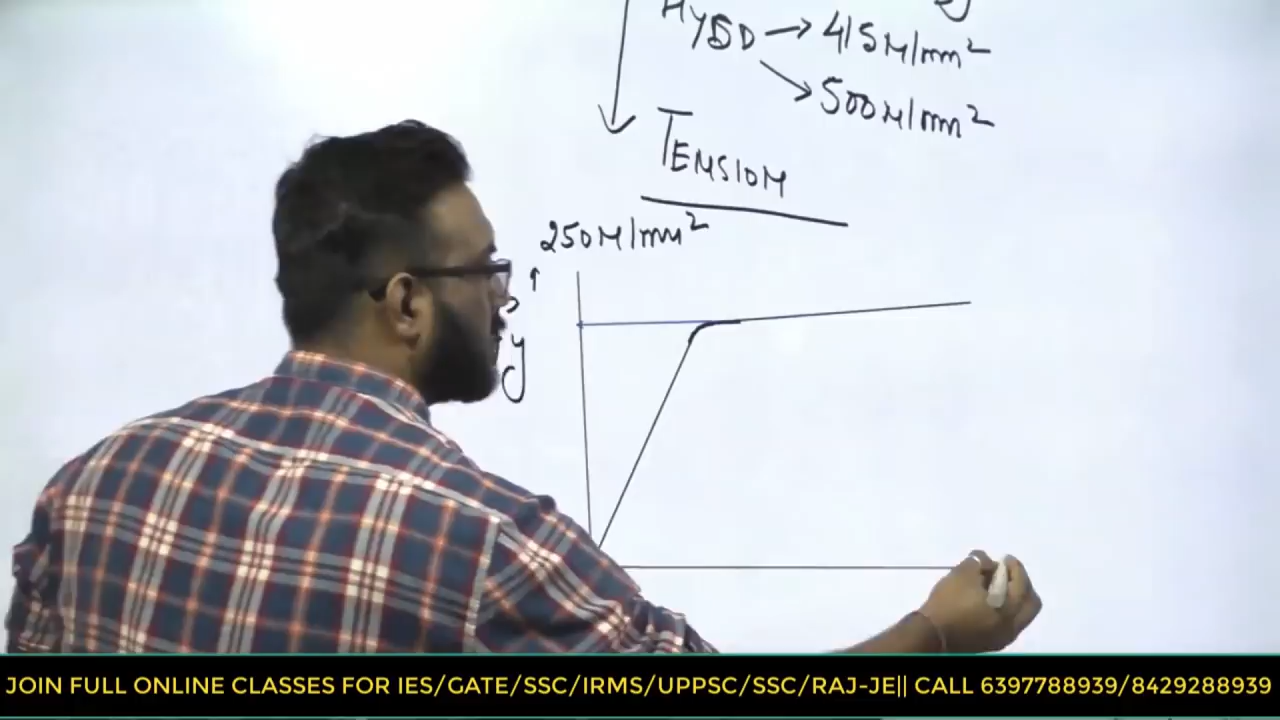 HYSD → 415N/mm²
→ 500N/mm²
TENSION
250N/mm²
↑
y
JOIN FULL ONLINE CLASSES FOR IES/GATE/SSC/IRMS/UPPSC/SSC/RAJ-JE|| CALL 6397788939/8429288939